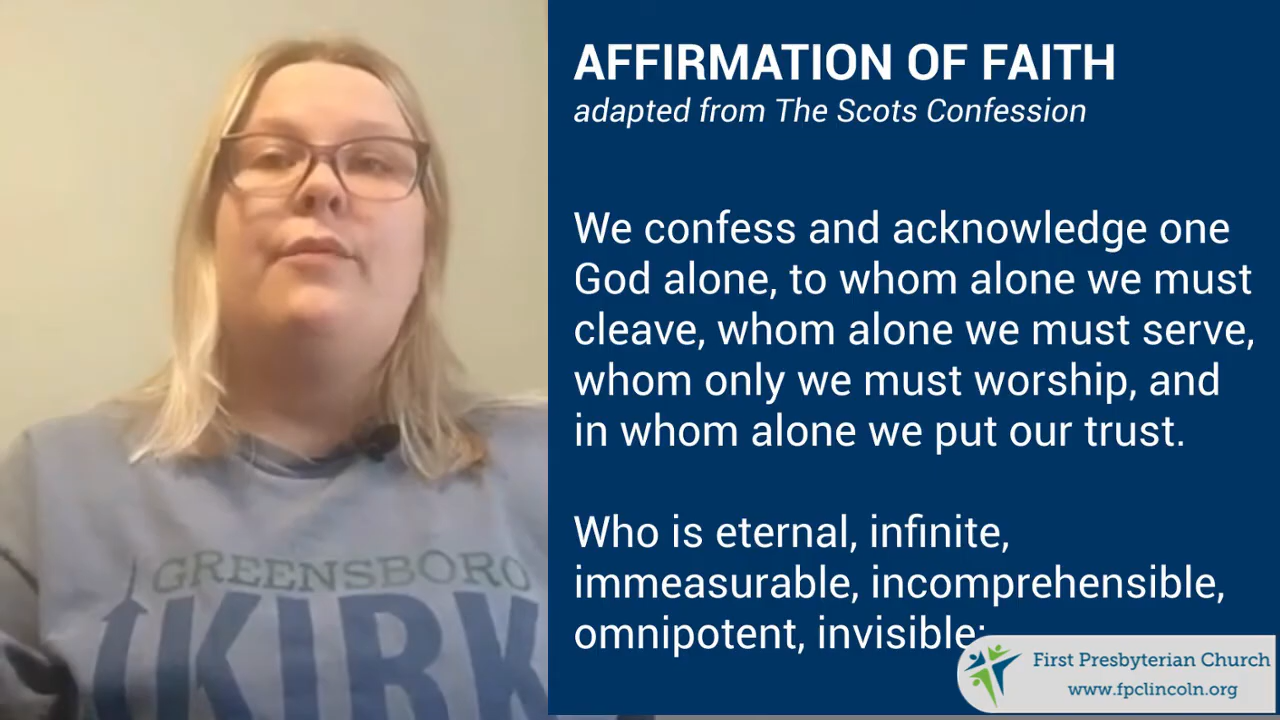 AFFIRMATION OF FAITH
adapted from The Scots Confession
We confess and acknowledge one
God alone, to whom alone we must
cleave, whom alone we must serve,
whom only we must worship, and
in whom alone we put our trust.
Who is eternal, infinite,
immeasurable, incomprehensible,
omnipotent, invisible;
First Presbyterian Church
www.fpclincoln.org
GREENSBORO
KIRK